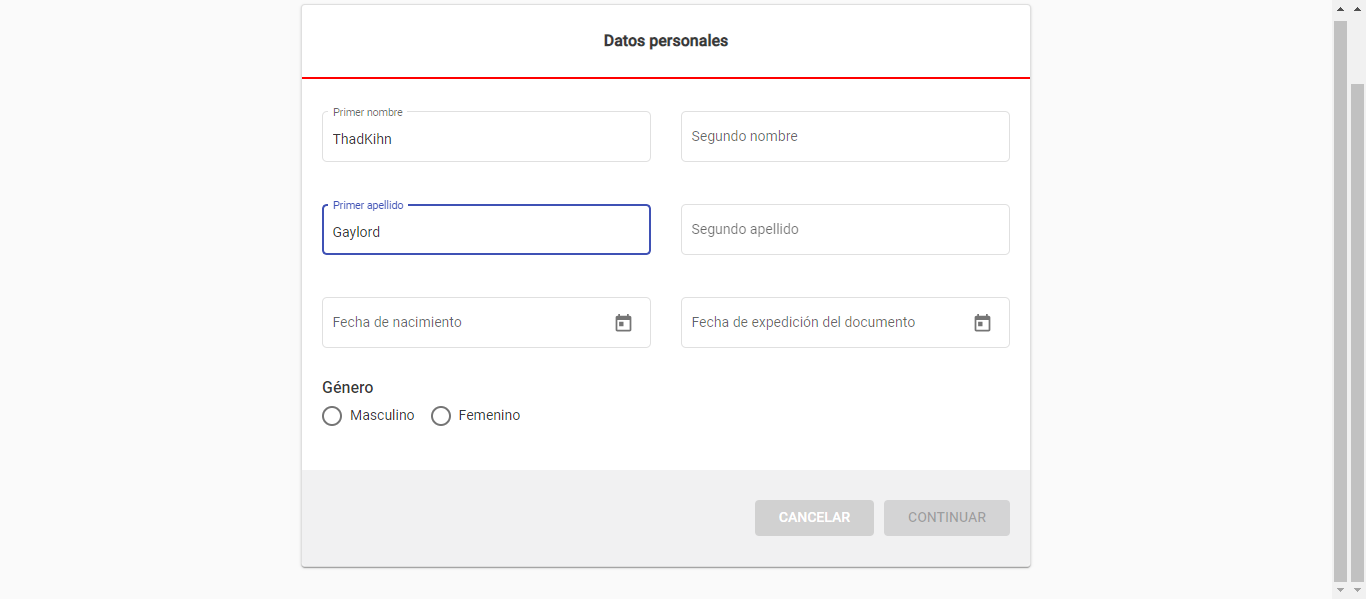 Datos personales
Primer nombre
ThadKihn
Segundo nombre
Primer apellido
Gaylord
Segundo apellido
Fecha de nacimiento
Fecha de expedición del documento
Género
Masculino Femenino
CANCELAR CONTINUAR